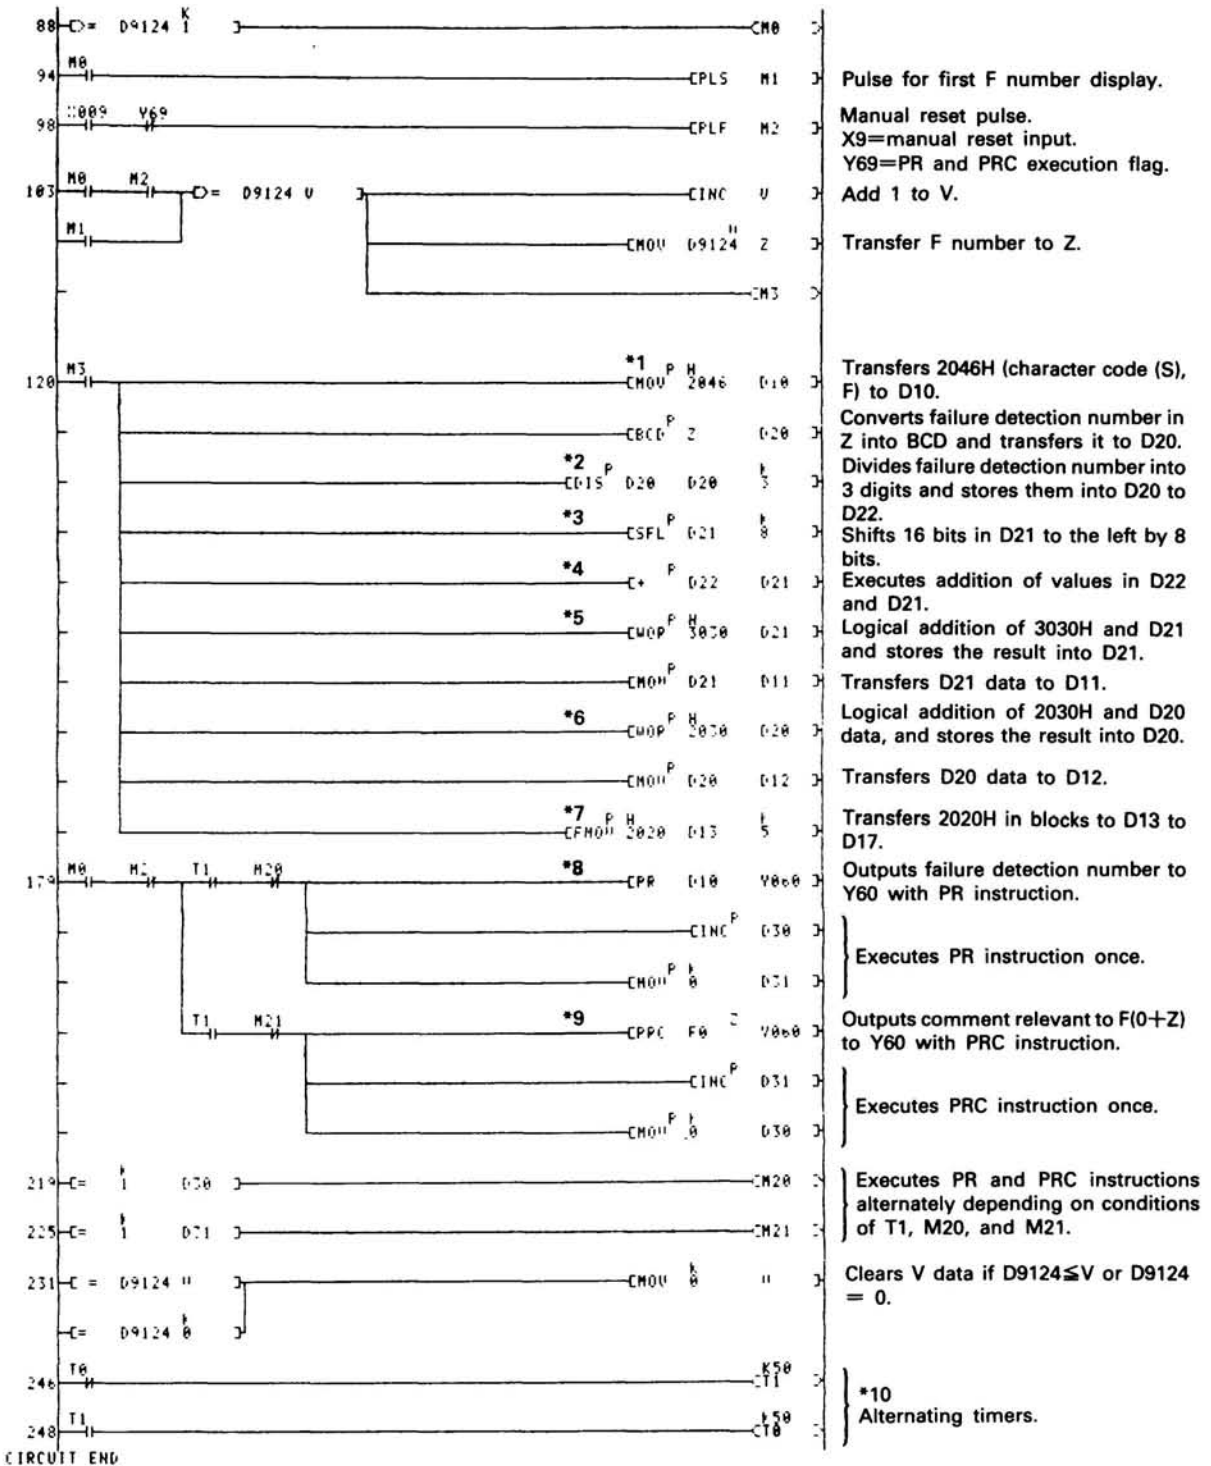 K
88 [>= D9124 1 ] (M0 )
M0
94 [PLS M1 ] Pulse for first F number display.
X009 Y69
98 [PLF M2 ] Manual reset pulse.
X9=manual reset input.
Y69=PR and PRC execution flag.
M0 M2
103 [>= D9124 V ] [INC V ] Add 1 to V.
M1
V
[MOV D9124 Z ] Transfer F number to Z.
(M3 )
M3
*1 P H
120 [MOV 2046 D10 ] Transfers 2046H (character code (S),
F) to D10.
P
[BCD Z D20 ] Converts failure detection number in
Z into BCD and transfers it to D20.
*2 P K
[DIS D20 D20 3 ] Divides failure detection number into
3 digits and stores them into D20 to
D22.
*3 P K
[SFL D21 8 ] Shifts 16 bits in D21 to the left by 8
bits.
*4 P
[+ D22 D21 ] Executes addition of values in D22
and D21.
*5 P H
[WOR 3030 D21 ] Logical addition of 3030H and D21
and stores the result into D21.
P
[MOV D21 D11 ] Transfers D21 data to D11.
*6 P H
[WOR 2030 D20 ] Logical addition of 2030H and D20
data, and stores the result into D20.
P
[MOV D20 D12 ] Transfers D20 data to D12.
*7 P H K
[FMOV 2020 D13 5 ] Transfers 2020H in blocks to D13 to
D17.
M0 M2 T1 M20
179 *8 [PR D10 Y060 ] Outputs failure detection number to
Y60 with PR instruction.
P
[INC D30 ]
Executes PR instruction once.
P K
[MOV 0 D31 ]
T1 M21
*9 Z
[PRC F0 Y060 ] Outputs comment relevant to F(0+Z)
to Y60 with PRC instruction.
P
[INC D31 ]
Executes PRC instruction once.
P K
[MOV 0 D30 ]
K
219 [= 1 D30 ] (M20 ) Executes PR and PRC instructions
alternately depending on conditions
K
225 [= 1 D31 ] (M21 ) of T1, M20, and M21.
K
231 [ = D9124 V ] [MOV 0 V ] Clears V data if D9124≦V or D9124
= 0.
K
[= D9124 0 ]
T0 K50
246 (T1 )
*10
Alternating timers.
T1 K50
248 (T0 )
CIRCUIT END